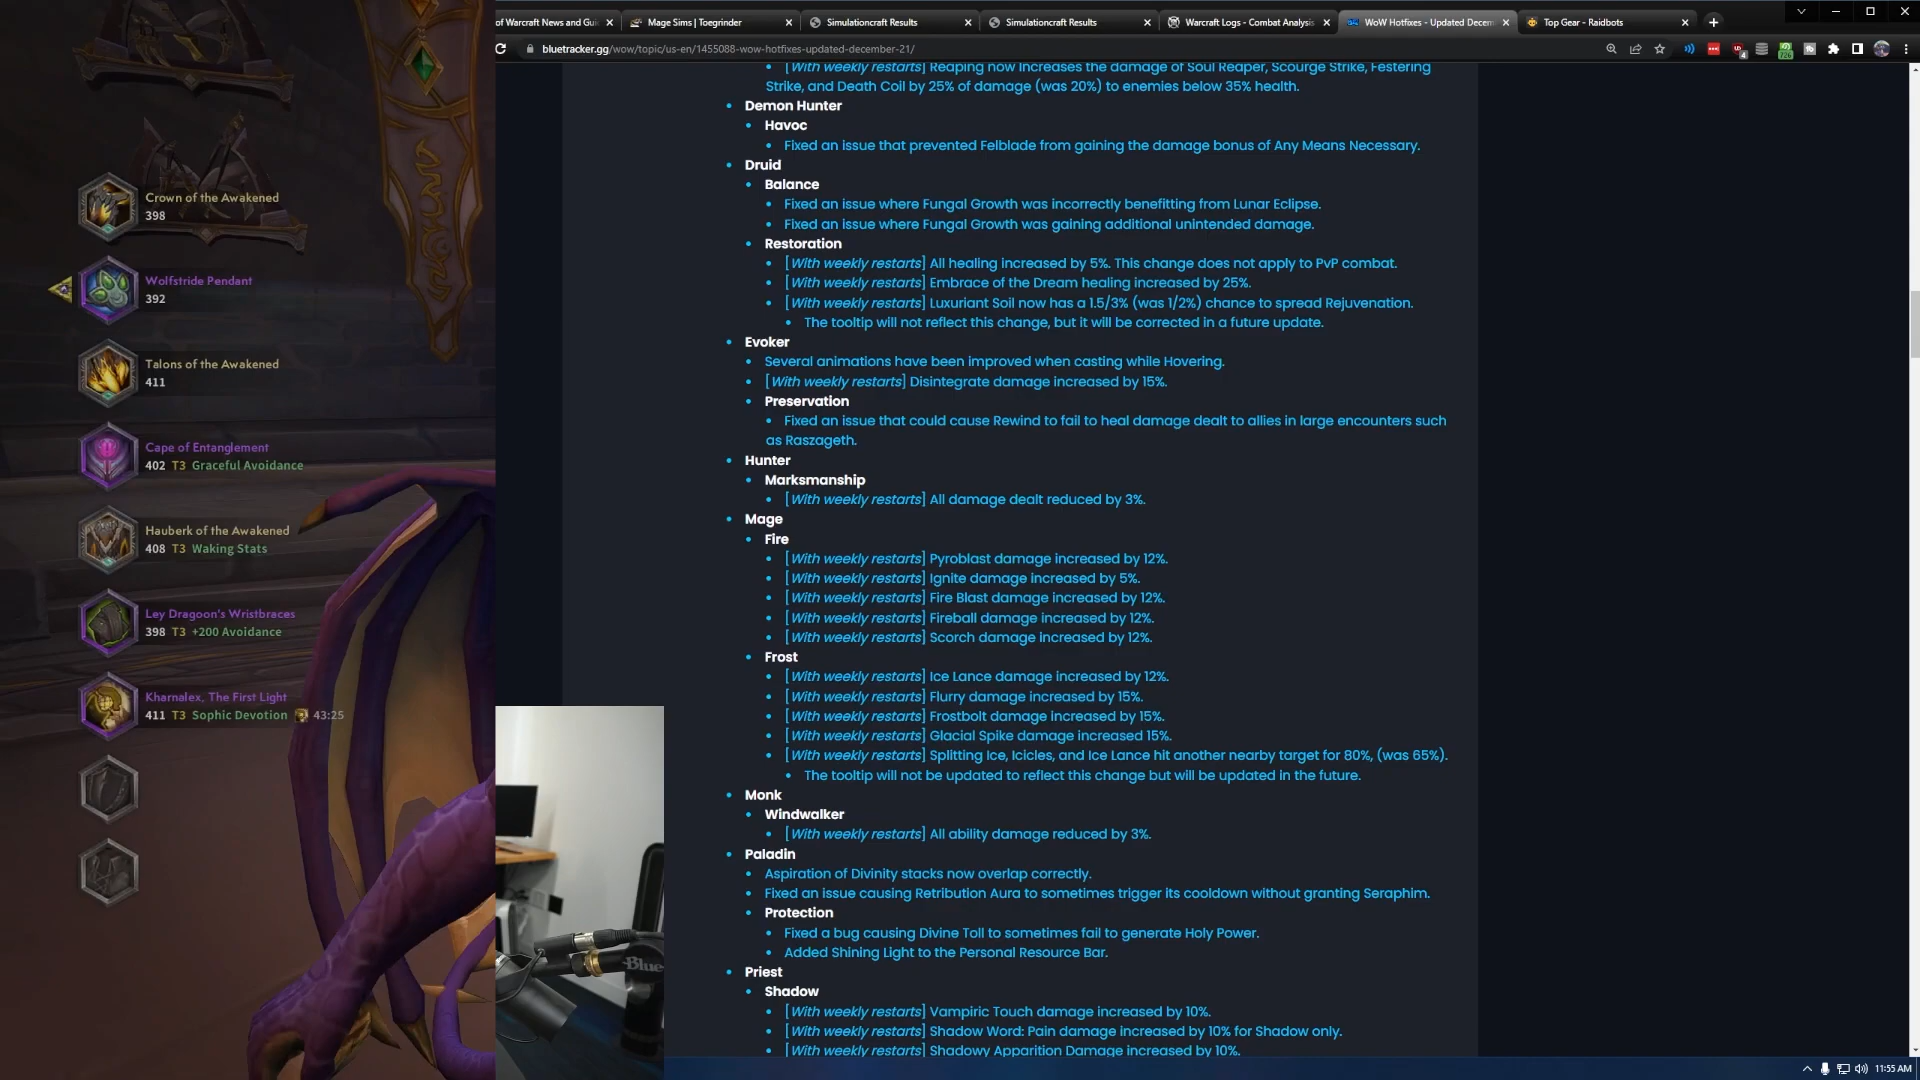 of Warcraft News and Gui
Mage Sims | Toegrinder
Simulationcraft Results
Simulationcraft Results
Warcraft Logs - Combat Analysis
WoW Hotfixes - Updated Decem
Top Gear - Raidbots
bluetracker.gg/wow/topic/us-en/1455088-wow-hotfixes-updated-december-21/
[With weekly restarts] Reaping now Increases the damage of Soul Reaper, Scourge Strike, Festering
Strike, and Death Coil by 25% of damage (was 20%) to enemies below 35% health.
Demon Hunter
Havoc
Fixed an issue that prevented Felblade from gaining the damage bonus of Any Means Necessary.
Druid
Balance
Fixed an issue where Fungal Growth was incorrectly benefitting from Lunar Eclipse.
Fixed an issue where Fungal Growth was gaining additional unintended damage.
Restoration
[With weekly restarts] All healing increased by 5%. This change does not apply to PvP combat.
[With weekly restarts] Embrace of the Dream healing increased by 25%.
[With weekly restarts] Luxuriant Soil now has a 1.5/3% (was 1/2%) chance to spread Rejuvenation.
The tooltip will not reflect this change, but it will be corrected in a future update.
Evoker
Several animations have been improved when casting while Hovering.
[With weekly restarts] Disintegrate damage increased by 15%.
Preservation
Fixed an issue that could cause Rewind to fail to heal damage dealt to allies in large encounters such
as Raszageth.
Hunter
Marksmanship
[With weekly restarts] All damage dealt reduced by 3%.
Mage
Fire
[With weekly restarts] Pyroblast damage increased by 12%.
[With weekly restarts] Ignite damage increased by 5%.
[With weekly restarts] Fire Blast damage increased by 12%.
[With weekly restarts] Fireball damage increased by 12%.
[With weekly restarts] Scorch damage increased by 12%.
Frost
[With weekly restarts] Ice Lance damage increased by 12%.
[With weekly restarts] Flurry damage increased by 15%.
[With weekly restarts] Frostbolt damage increased by 15%.
[With weekly restarts] Glacial Spike damage increased 15%.
[With weekly restarts] Splitting Ice, Icicles, and Ice Lance hit another nearby target for 80%, (was 65%).
The tooltip will not be updated to reflect this change but will be updated in the future.
Monk
Windwalker
[With weekly restarts] All ability damage reduced by 3%.
Paladin
Aspiration of Divinity stacks now overlap correctly.
Fixed an issue causing Retribution Aura to sometimes trigger its cooldown without granting Seraphim.
Protection
Fixed a bug causing Divine Toll to sometimes fail to generate Holy Power.
Added Shining Light to the Personal Resource Bar.
Priest
Shadow
[With weekly restarts] Vampiric Touch damage increased by 10%.
[With weekly restarts] Shadow Word: Pain damage increased by 10% for Shadow only.
[With weekly restarts] Shadowy Apparition Damage increased by 10%.
Crown of the Awakened
398
Wolfstride Pendant
392
Talons of the Awakened
411
Cape of Entanglement
402 T3 Graceful Avoidance
Hauberk of the Awakened
408 T3 Waking Stats
Ley Dragoon's Wristbraces
398 T3 +200 Avoidance
Kharnalex, The First Light
411 T3 Sophic Devotion 43:25
Blue
11:55 AM